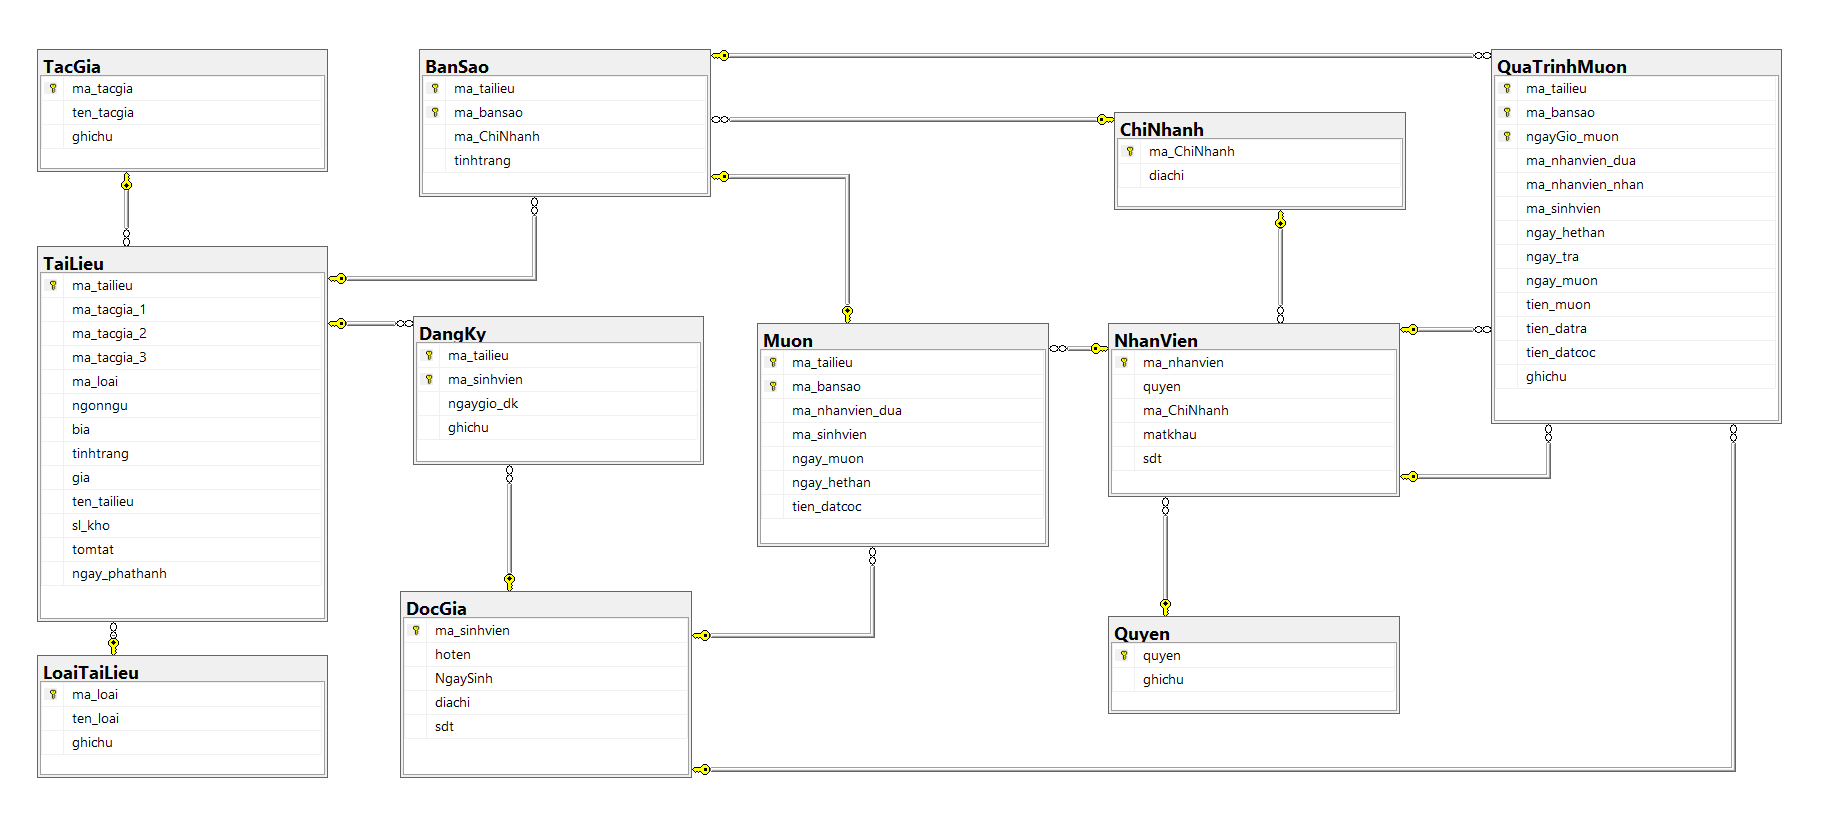 TacGia
ma_tacgia
ten_tacgia
ghichu
TaiLieu
ma_tailieu
ma_tacgia_1
ma_tacgia_2
ma_tacgia_3
ma_loai
ngonngu
bia
tinhtrang
gia
ten_tailieu
sl_kho
tomtat
ngay_phathanh
LoaiTaiLieu
ma_loai
ten_loai
ghichu
BanSao
ma_tailieu
ma_bansao
ma_ChiNhanh
tinhtrang
DangKy
ma_tailieu
ma_sinhvien
ngaygio_dk
ghichu
DocGia
ma_sinhvien
hoten
NgaySinh
diachi
sdt
Muon
ma_tailieu
ma_bansao
ma_nhanvien_dua
ma_sinhvien
ngay_muon
ngay_hethan
tien_datcoc
ChiNhanh
ma_ChiNhanh
diachi
NhanVien
ma_nhanvien
quyen
ma_ChiNhanh
matkhau
sdt
Quyen
quyen
ghichu
QuaTrinhMuon
ma_tailieu
ma_bansao
ngayGio_muon
ma_nhanvien_dua
ma_nhanvien_nhan
ma_sinhvien
ngay_hethan
ngay_tra
ngay_muon
tien_muon
tien_datra
tien_datcoc
ghichu